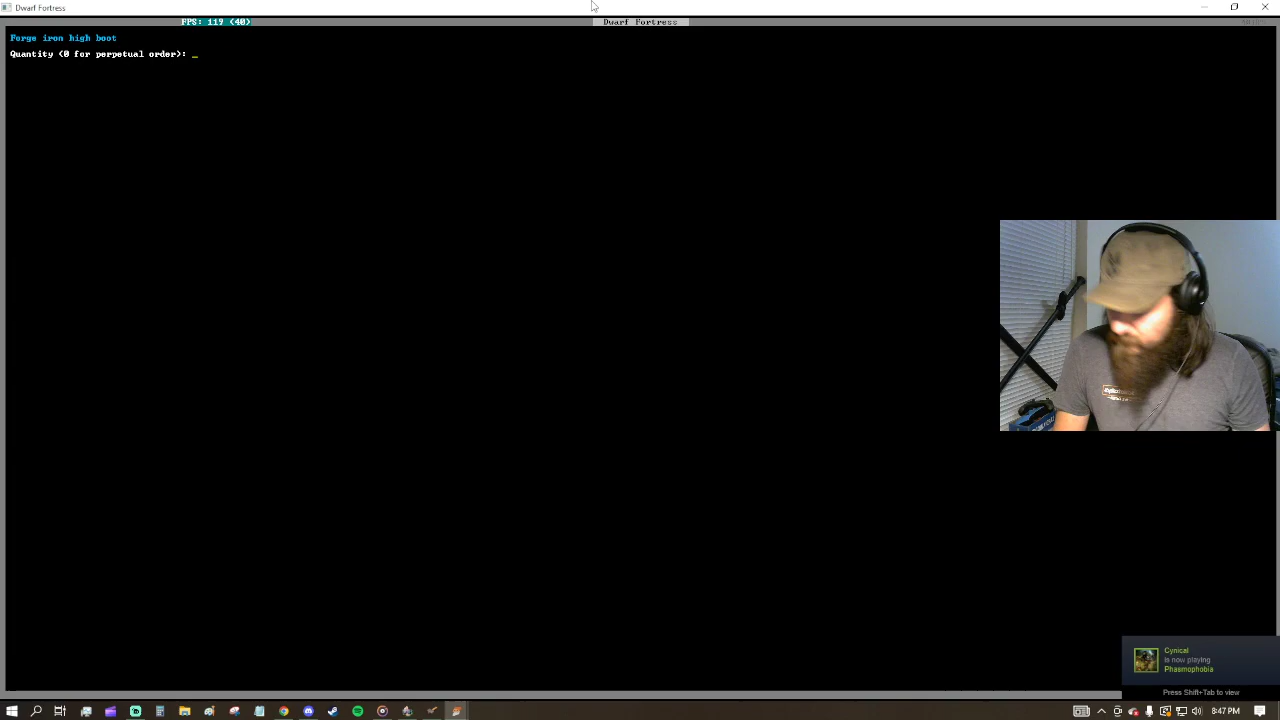 Dwarf Fortress
FPS: 119 (40)
Dwarf Fortress
Forge iron high boot
Quantity (0 for perpetual order): _
Cynical
is now playing
Phasmophobia
Press Shift+Tab to view
8:47 PM